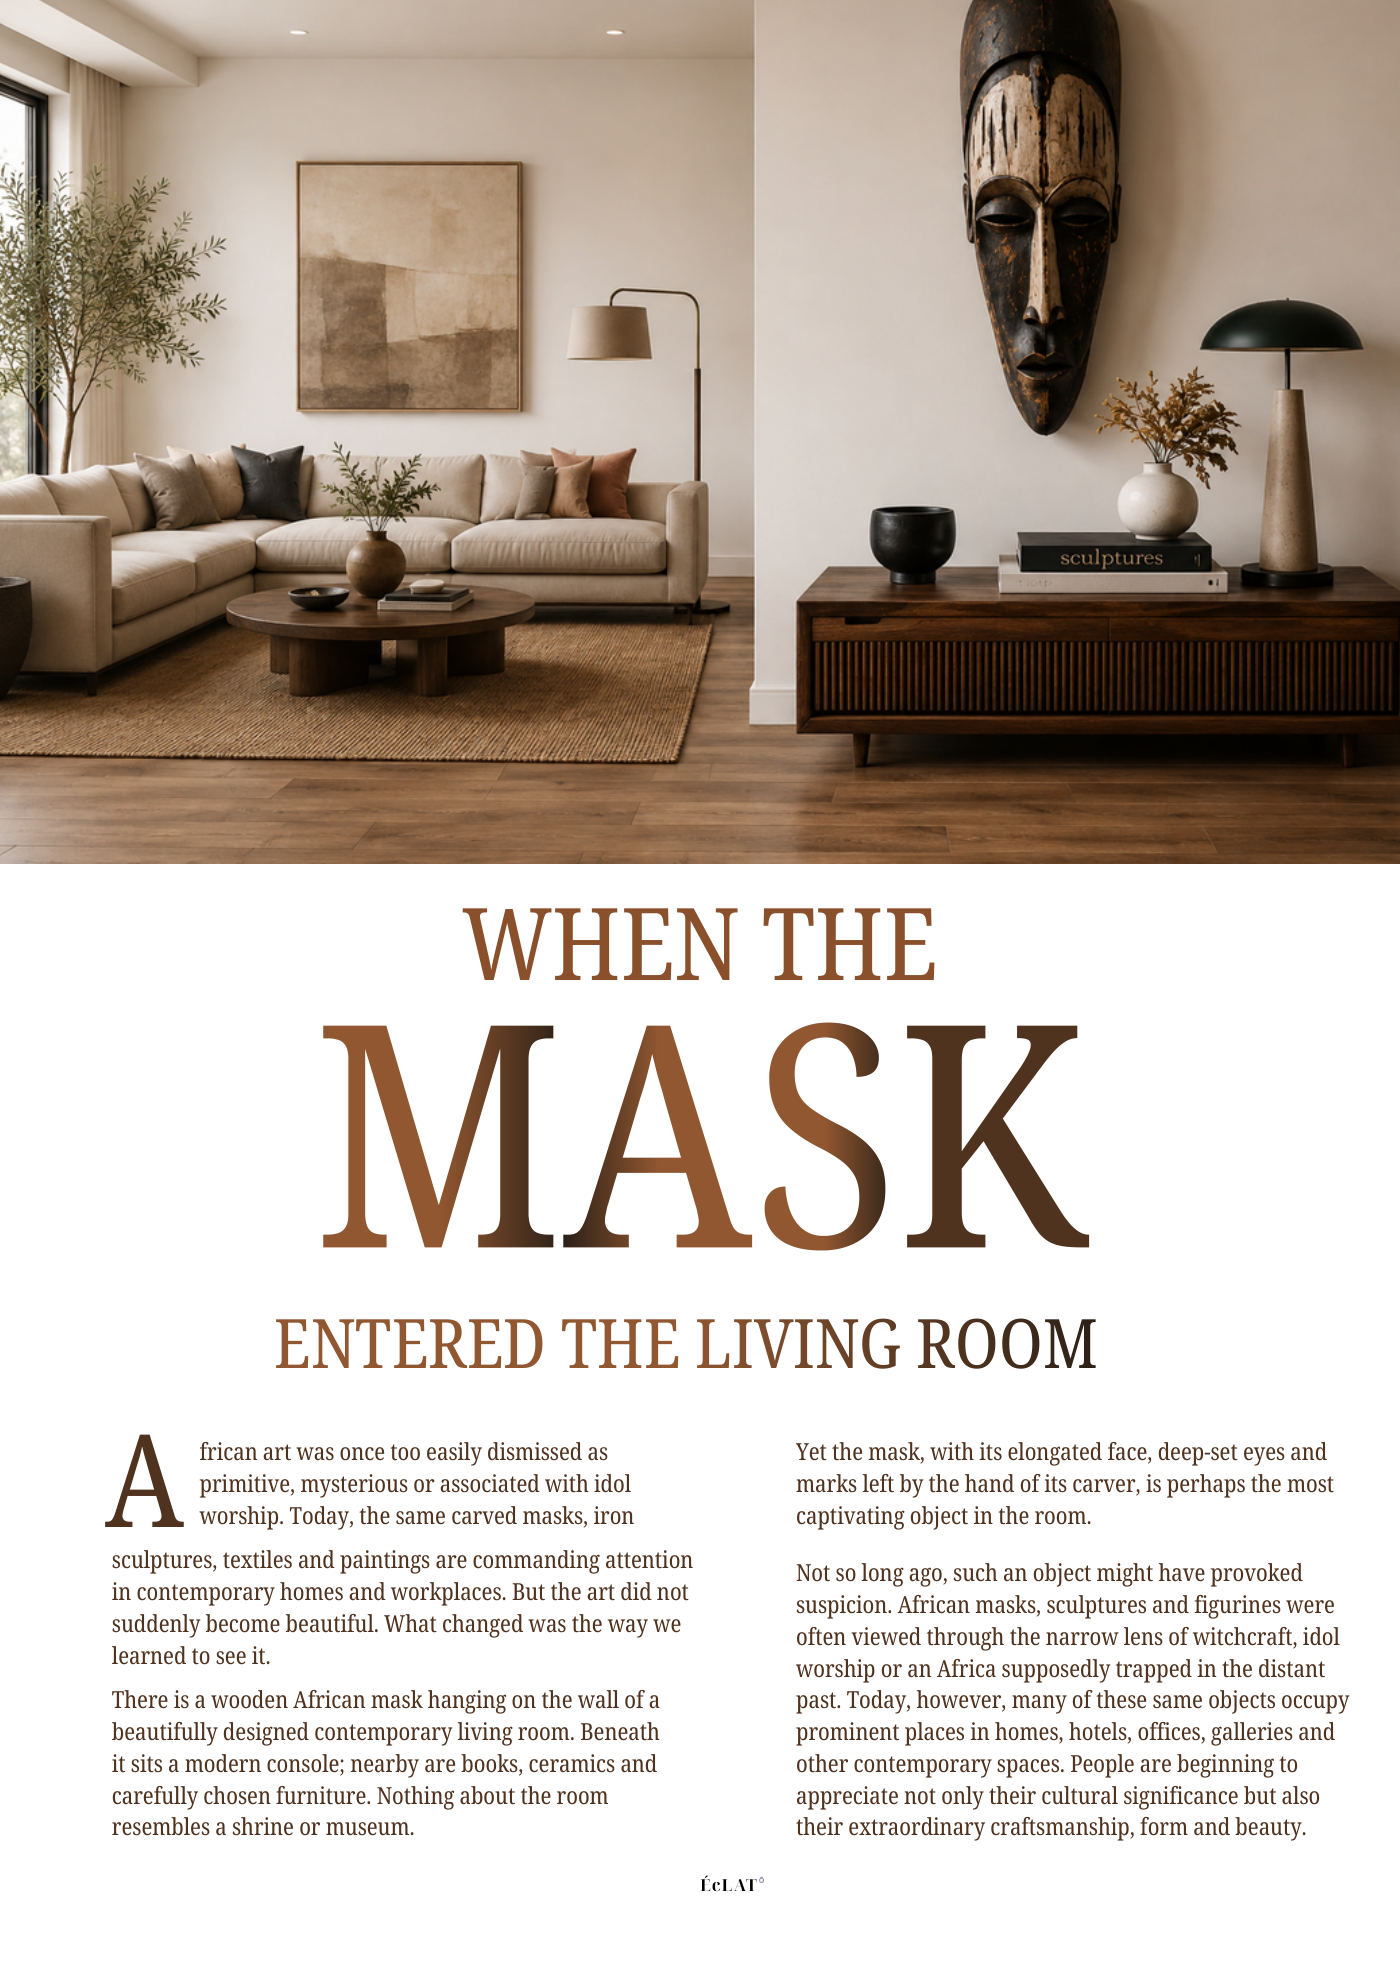 sculptures
WHEN THE
MASK
ENTERED THE LIVING ROOM
African art was once too easily dismissed as
primitive, mysterious or associated with idol
worship. Today, the same carved masks, iron
sculptures, textiles and paintings are commanding attention
in contemporary homes and workplaces. But the art did not
suddenly become beautiful. What changed was the way we
learned to see it.
There is a wooden African mask hanging on the wall of a
beautifully designed contemporary living room. Beneath
it sits a modern console; nearby are books, ceramics and
carefully chosen furniture. Nothing about the room
resembles a shrine or museum.
Yet the mask, with its elongated face, deep-set eyes and
marks left by the hand of its carver, is perhaps the most
captivating object in the room.
Not so long ago, such an object might have provoked
suspicion. African masks, sculptures and figurines were
often viewed through the narrow lens of witchcraft, idol
worship or an Africa supposedly trapped in the distant
past. Today, however, many of these same objects occupy
prominent places in homes, hotels, offices, galleries and
other contemporary spaces. People are beginning to
appreciate not only their cultural significance but also
their extraordinary craftsmanship, form and beauty.
ÉcLAT